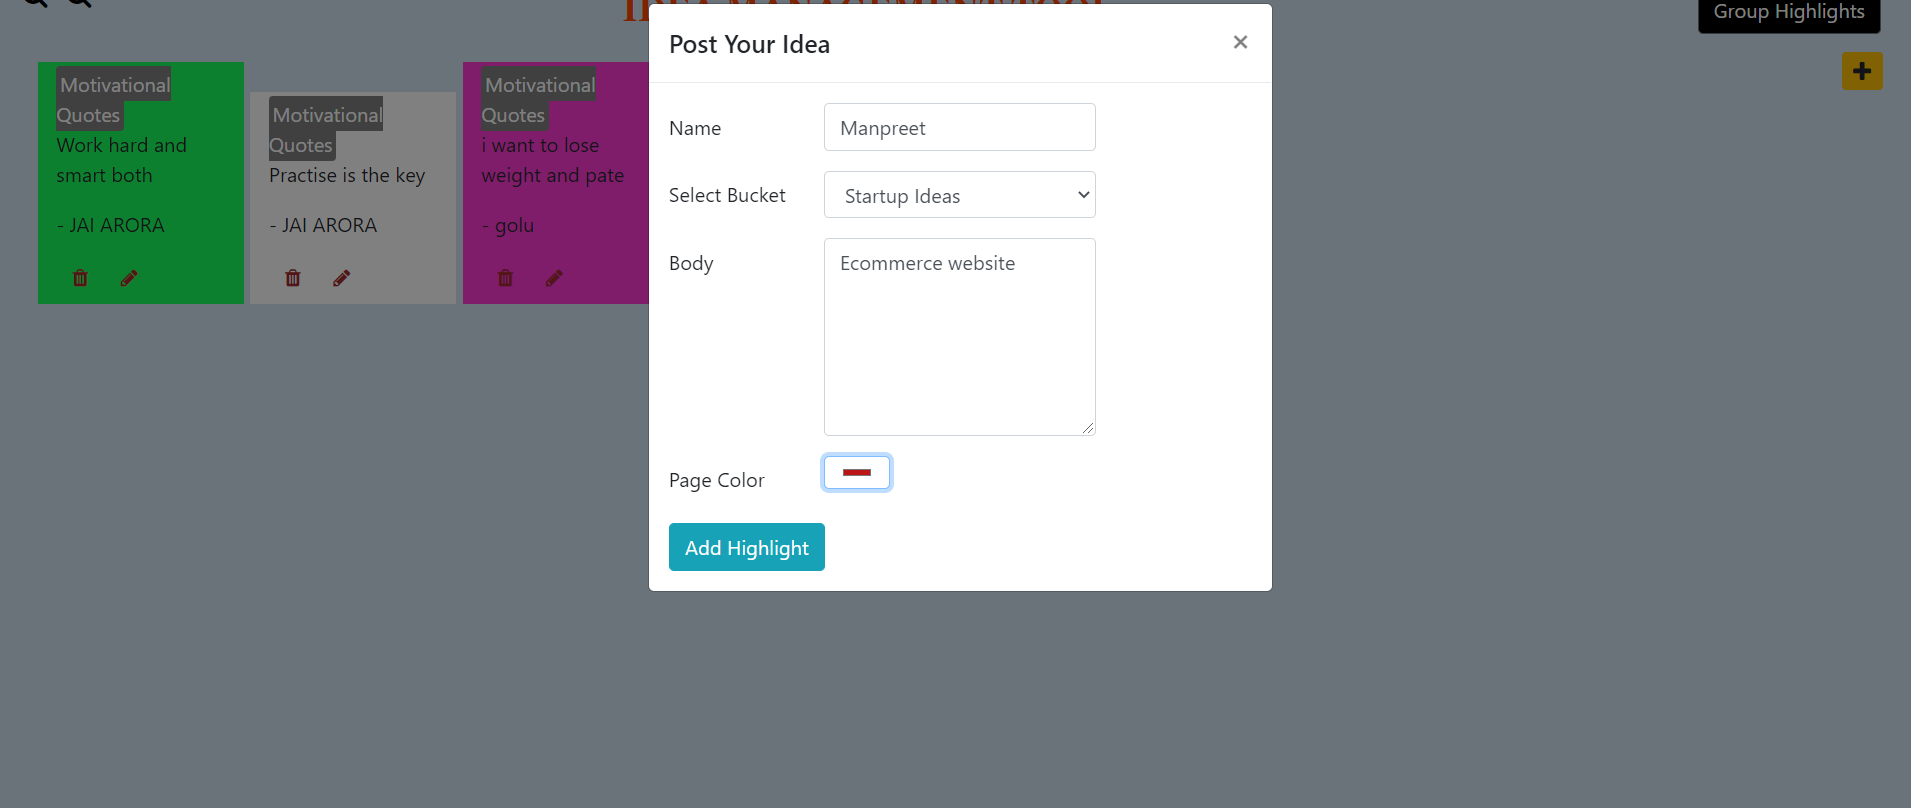 Group Highlights
Motivational
Quotes
Work hard and
smart both
- JAI ARORA
Motivational
Quotes
Practise is the key
- JAI ARORA
Motivational
Quotes
i want to lose
weight and pate
- golu
Post Your Idea
×
Name
Manpreet
Select Bucket
Startup Ideas
Body
Ecommerce website
Page Color
Add Highlight